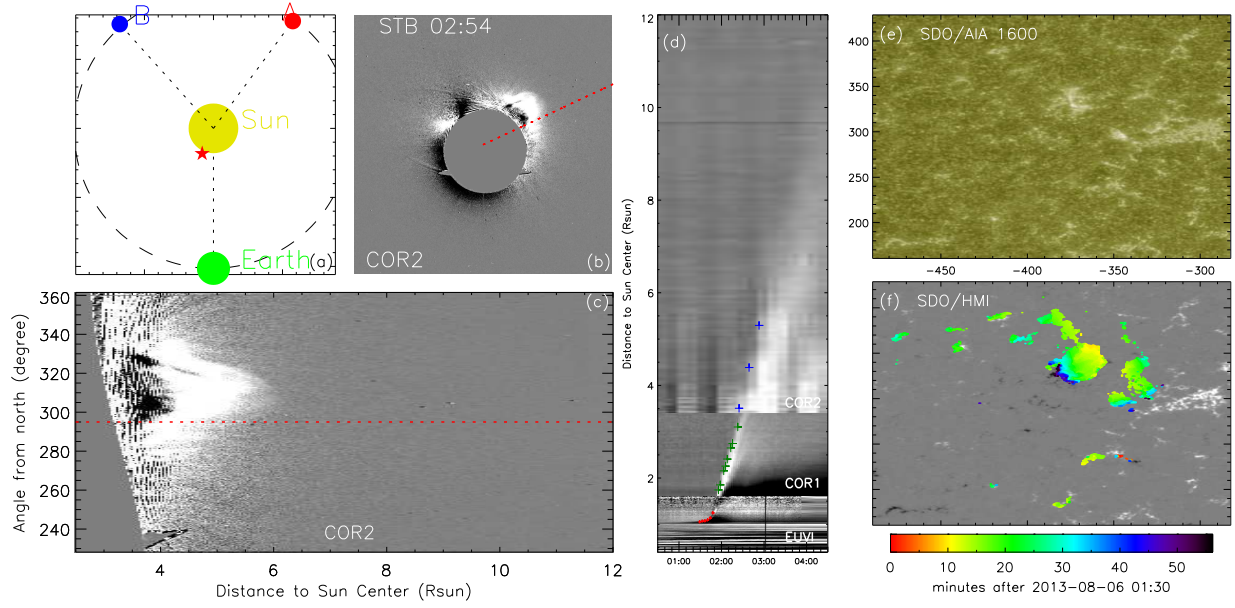 B
A
Sun
Earth
(a)
STB 02:54
COR2
(b)
(c)
360
340
320
300
280
260
240
Angle from north (degree)
COR2
4
6
8
10
12
Distance to Sun Center (Rsun)
(d)
12
10
8
6
4
2
Distance to Sun Center (Rsun)
COR2
COR1
EUVI
01:00
02:00
03:00
04:00
(e) SDO/AIA 1600
400
350
300
250
200
-450
-400
-350
-300
(f) SDO/HMI
0
10
20
30
40
50
minutes after 2013-08-06 01:30